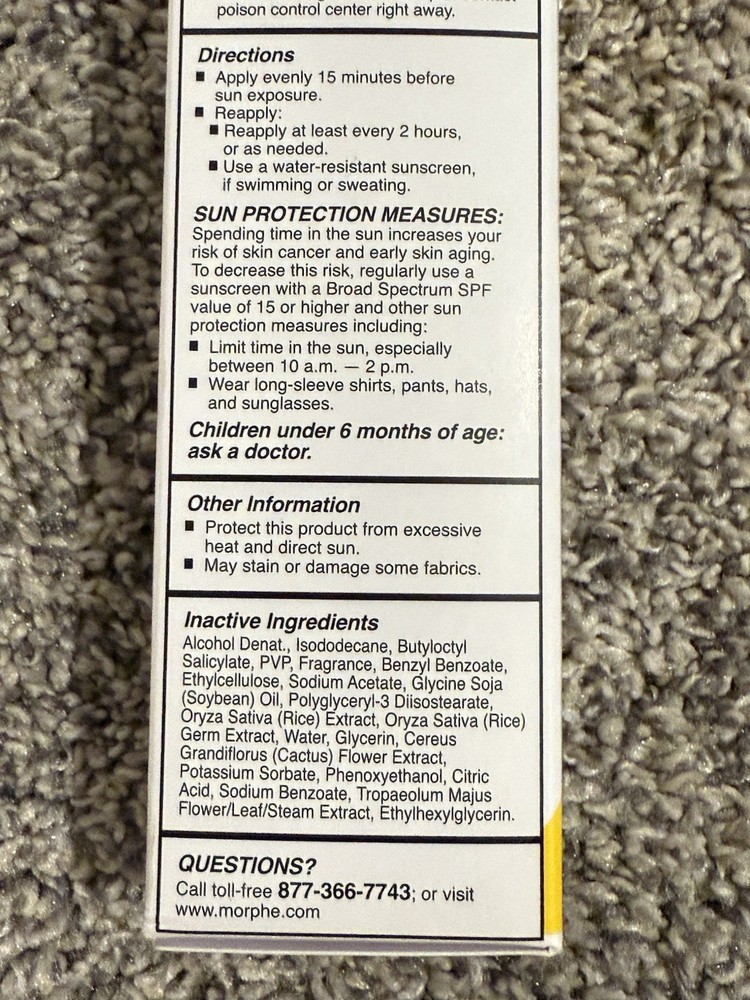 poison control center right away.
Directions
■ Apply evenly 15 minutes before
sun exposure.
■ Reapply:
■ Reapply at least every 2 hours,
or as needed.
■ Use a water-resistant sunscreen,
if swimming or sweating.
SUN PROTECTION MEASURES:
Spending time in the sun increases your
risk of skin cancer and early skin aging.
To decrease this risk, regularly use a
sunscreen with a Broad Spectrum SPF
value of 15 or higher and other sun
protection measures including:
■ Limit time in the sun, especially
between 10 a.m. — 2 p.m.
■ Wear long-sleeve shirts, pants, hats,
and sunglasses.
Children under 6 months of age:
ask a doctor.
Other Information
■ Protect this product from excessive
heat and direct sun.
■ May stain or damage some fabrics.
Inactive Ingredients
Alcohol Denat., Isododecane, Butyloctyl
Salicylate, PVP, Fragrance, Benzyl Benzoate,
Ethylcellulose, Sodium Acetate, Glycine Soja
(Soybean) Oil, Polyglyceryl-3 Diisostearate,
Oryza Sativa (Rice) Extract, Oryza Sativa (Rice)
Germ Extract, Water, Glycerin, Cereus
Grandiflorus (Cactus) Flower Extract,
Potassium Sorbate, Phenoxyethanol, Citric
Acid, Sodium Benzoate, Tropaeolum Majus
Flower/Leaf/Steam Extract, Ethylhexylglycerin.
QUESTIONS?
Call toll-free 877-366-7743; or visit
www.morphe.com